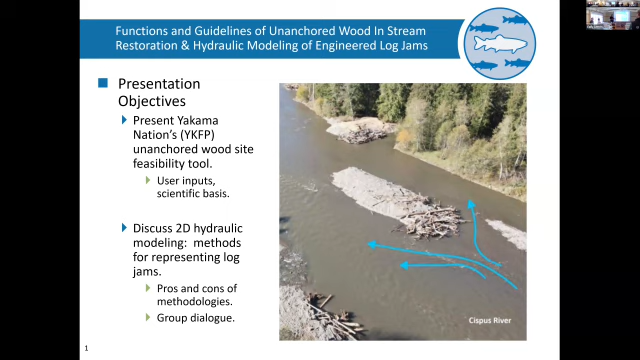 Functions and Guidelines of Unanchored Wood In Stream
Restoration & Hydraulic Modeling of Engineered Log Jams
Presentation
Objectives
Present Yakama
Nation's (YKFP)
unanchored wood site
feasibility tool.
User inputs,
scientific basis.
Discuss 2D hydraulic
modeling: methods
for representing log
jams.
Pros and cons of
methodologies.
Group dialogue.
Cispus River
1